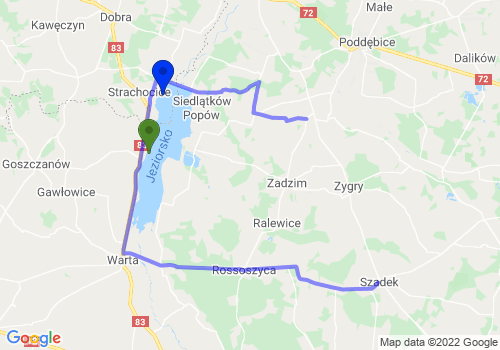 Kawęczyn
Dobra
Małe
83
72
Poddębice
Dalików
72
Strachocice
Siedlątków
Popów
Jeziorsko
Goszczanów
Gawłowice
Zadzim
Zygry
Ralewice
Warta
Rossoszyca
Szadek
83
Google
Map data ©2022 Google